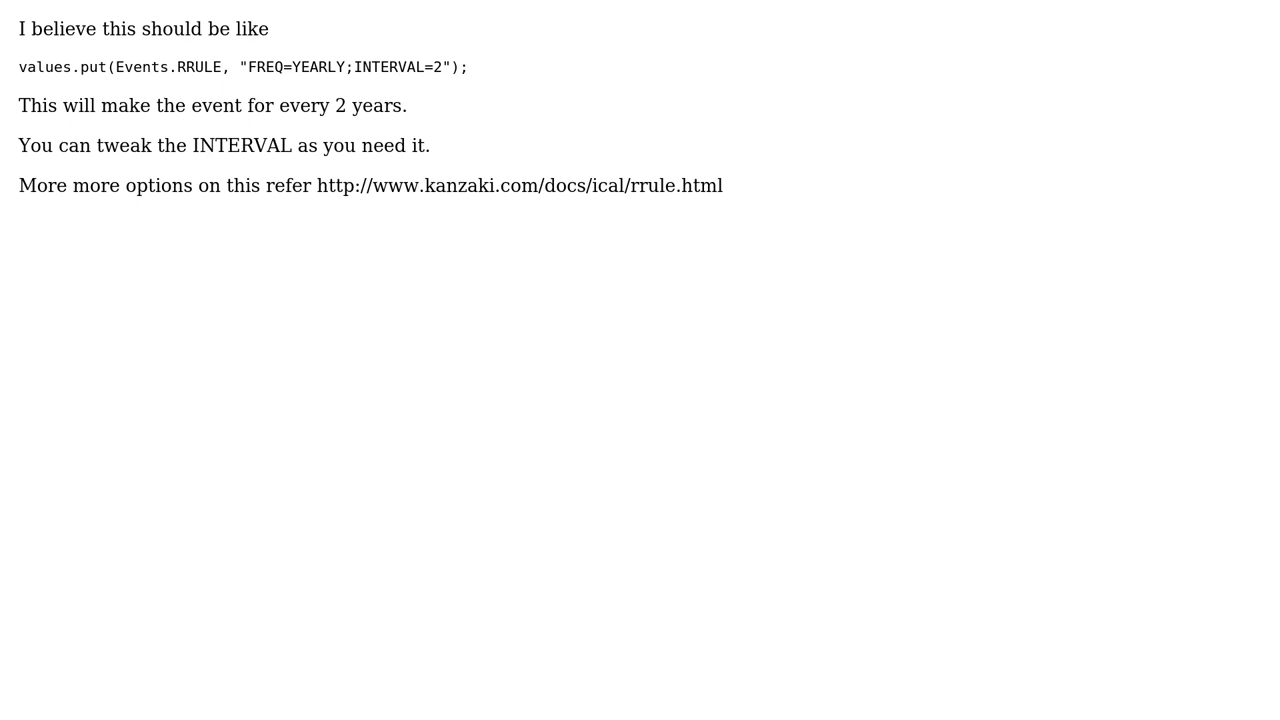 I believe this should be like
values.put(Events.RRULE, "FREQ=YEARLY;INTERVAL=2");
This will make the event for every 2 years.
You can tweak the INTERVAL as you need it.
More more options on this refer http://www.kanzaki.com/docs/ical/rrule.html